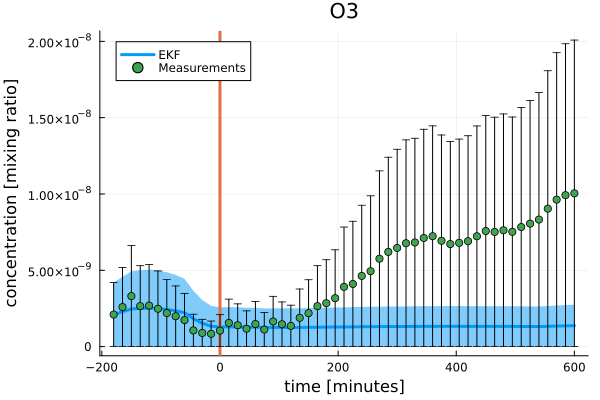 O3
concentration [mixing ratio]
2.00×10⁻⁸
1.50×10⁻⁸
1.00×10⁻⁸
5.00×10⁻⁹
0
EKF
Measurements
−200 0 200 400 600
time [minutes]